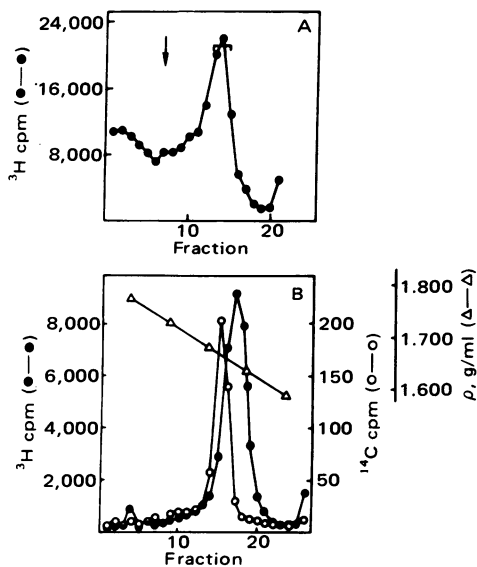 A
24,000
16,000
8,000
³H cpm (●—●)
10
20
Fraction
B
8,000
6,000
4,000
2,000
³H cpm (●—●)
200
150
100
50
¹⁴C cpm (○—○)
1.800
1.700
1.600
ρ, g/ml (△—△)
10
20
Fraction